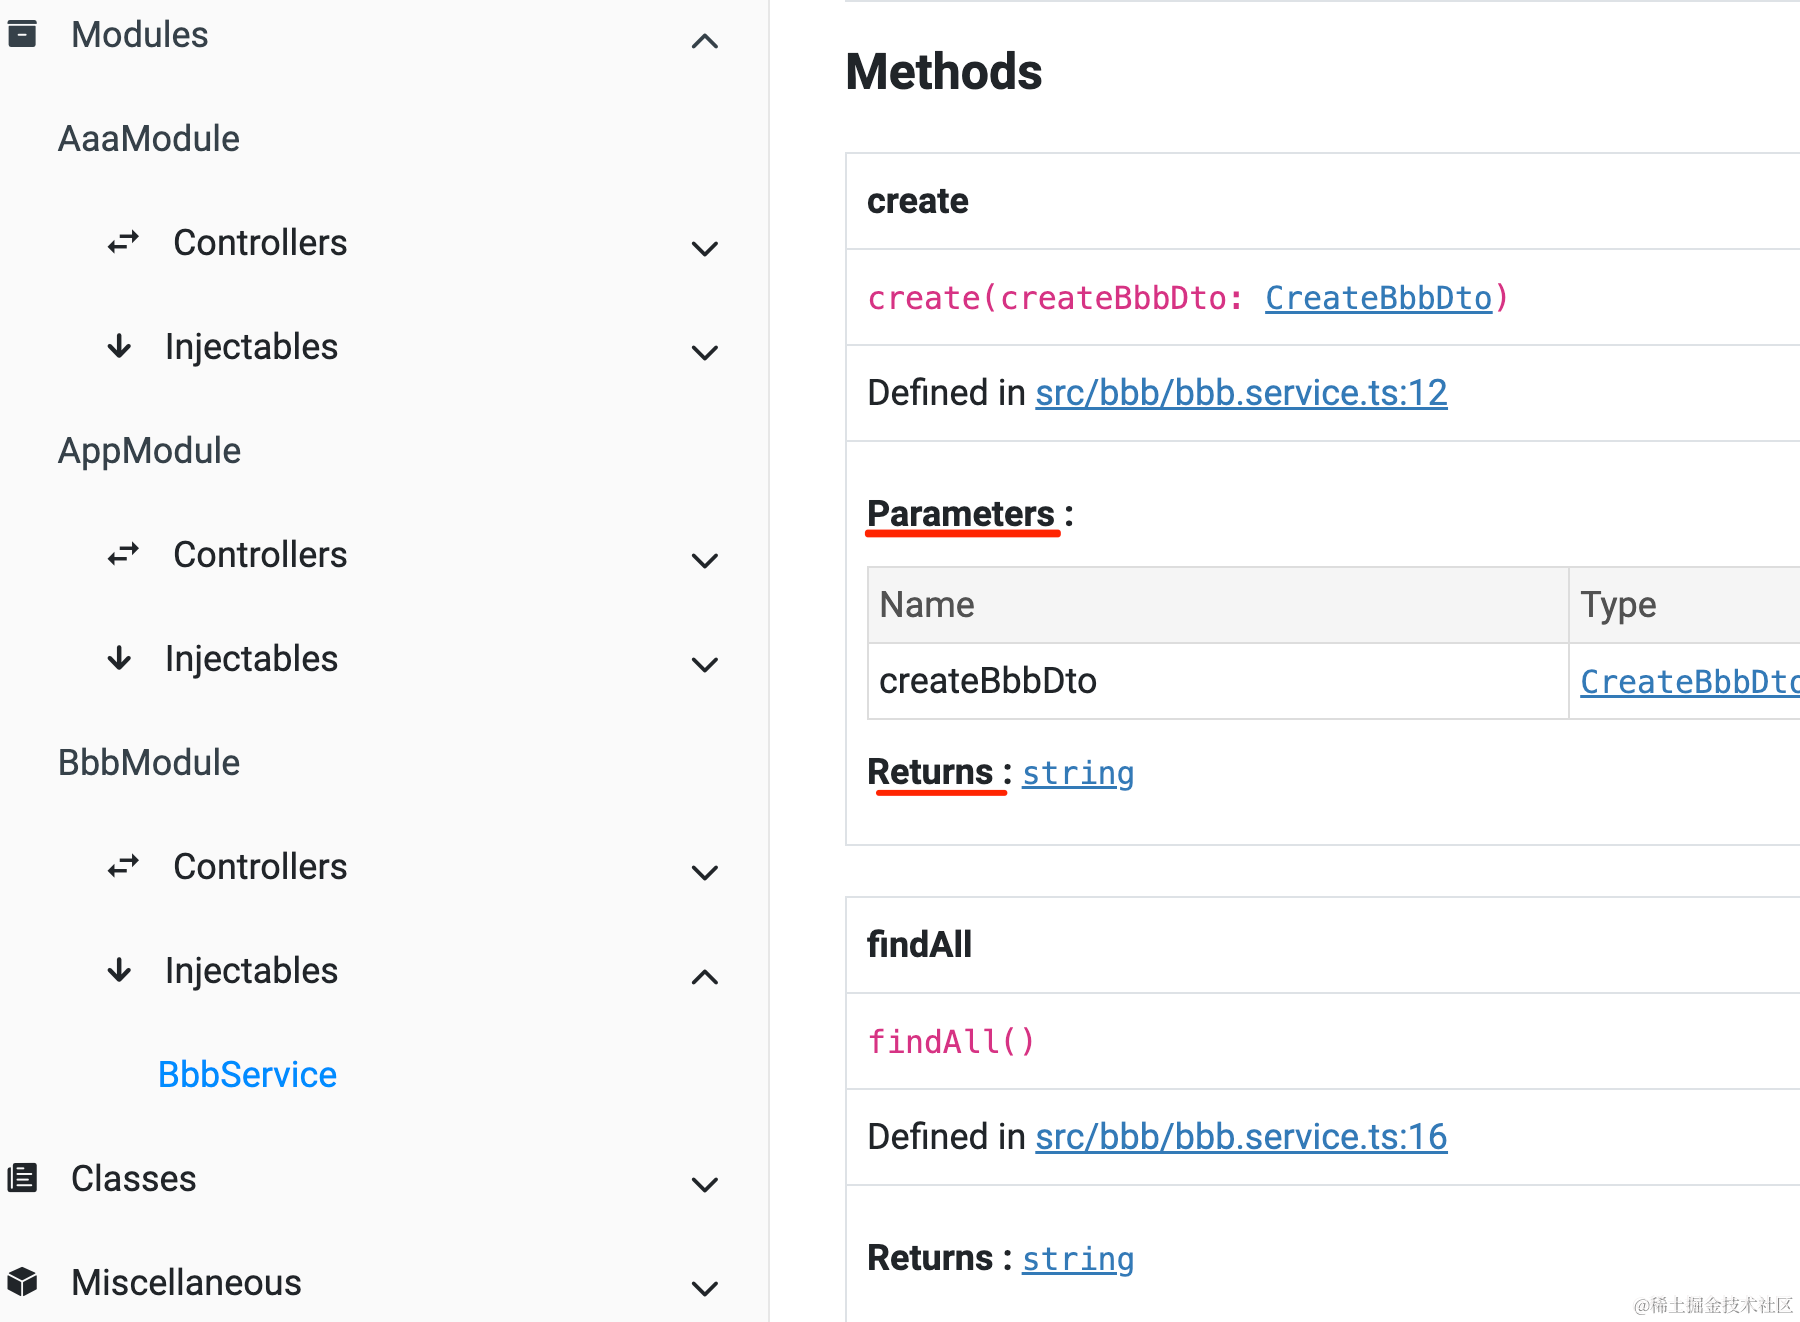 Modules
AaaModule
Controllers
Injectables
AppModule
Controllers
Injectables
BbbModule
Controllers
Injectables
BbbService
Classes
Miscellaneous
Methods
create
create(createBbbDto: CreateBbbDto)
Defined in src/bbb/bbb.service.ts:12
Parameters :
Name Type
createBbbDto CreateBbbDto
Returns : string
findAll
findAll()
Defined in src/bbb/bbb.service.ts:16
Returns : string
@稀土掘金技术社区